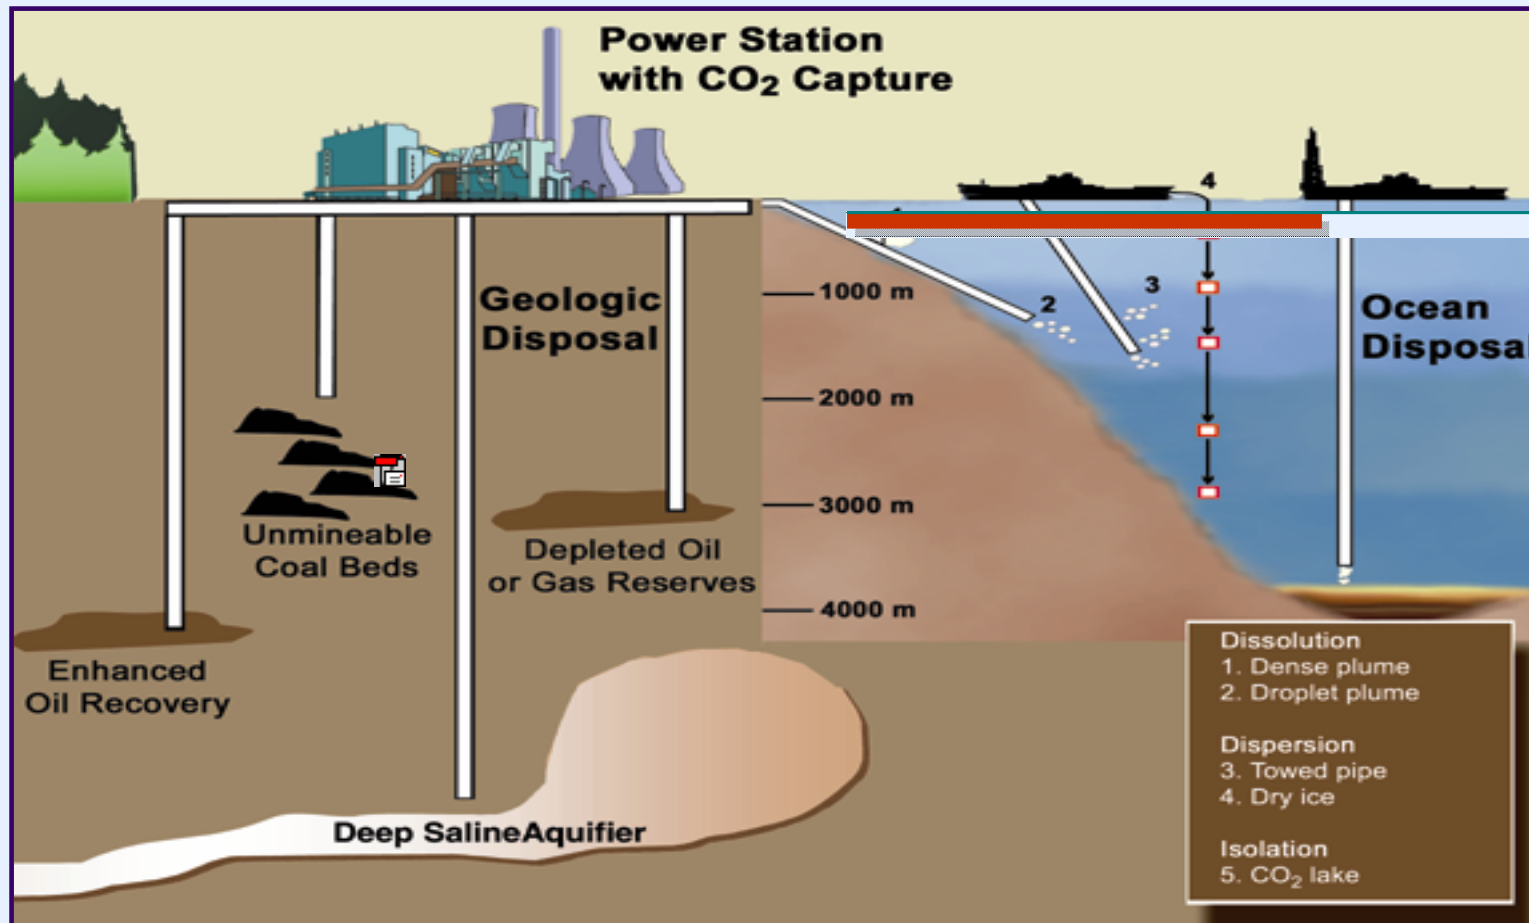 Power Station
with CO₂ Capture
4
3
2
Geologic
Disposal
1000 m
2000 m
3000 m
4000 m
Ocean
Unmineable
Coal Beds
Depleted Oil
or Gas Reserves
Enhanced
Oil Recovery
Deep SalineAquifier
Dissolution
1. Dense plume
2. Droplet plume
Dispersion
3. Towed pipe
4. Dry ice
Isolation
5. CO₂ lake